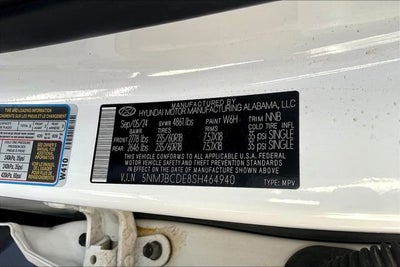 MANUFACTURED BY
HYUNDAI MOTOR MANUFACTURING ALABAMA, LLC
Sep/05/24 GVWR 4861 lbs PAINT W6H TRIM NNB
GAWR TIRE RIMS COLD TIRE INFL
FRONT 2778 lbs 235/60R18 7.5JX18 35 psi SINGLE
REAR 2646 lbs 235/60R18 7.5JX18 35 psi SINGLE
THIS VEHICLE CONFORMS TO ALL APPLICABLE U.S.A. FEDERAL
MOTOR VEHICLE SAFETY AND THEFT PREVENTION STANDARDS
IN EFFECT ON THE DATE OF MANUFACTURE SHOWN ABOVE.
V.I.N 5NMJBCDE8SH464940
TYPE: MPV
W410